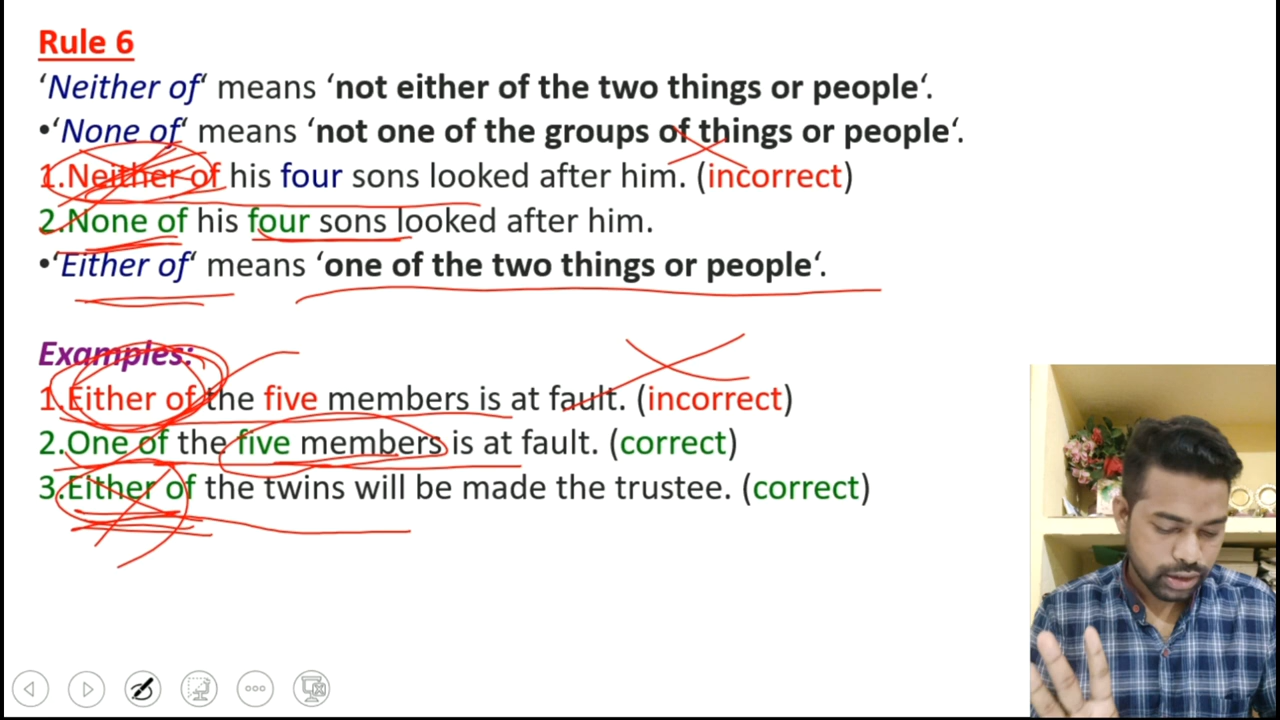 Rule 6
‘Neither of‘ means ‘not either of the two things or people‘.
•‘None of‘ means ‘not one of the groups of things or people‘.
1.Neither of his four sons looked after him. (incorrect)
2.None of his four sons looked after him.
•‘Either of‘ means ‘one of the two things or people‘.
Examples:
1.Either of the five members is at fault. (incorrect)
2.One of the five members is at fault. (correct)
3.Either of the twins will be made the trustee. (correct)